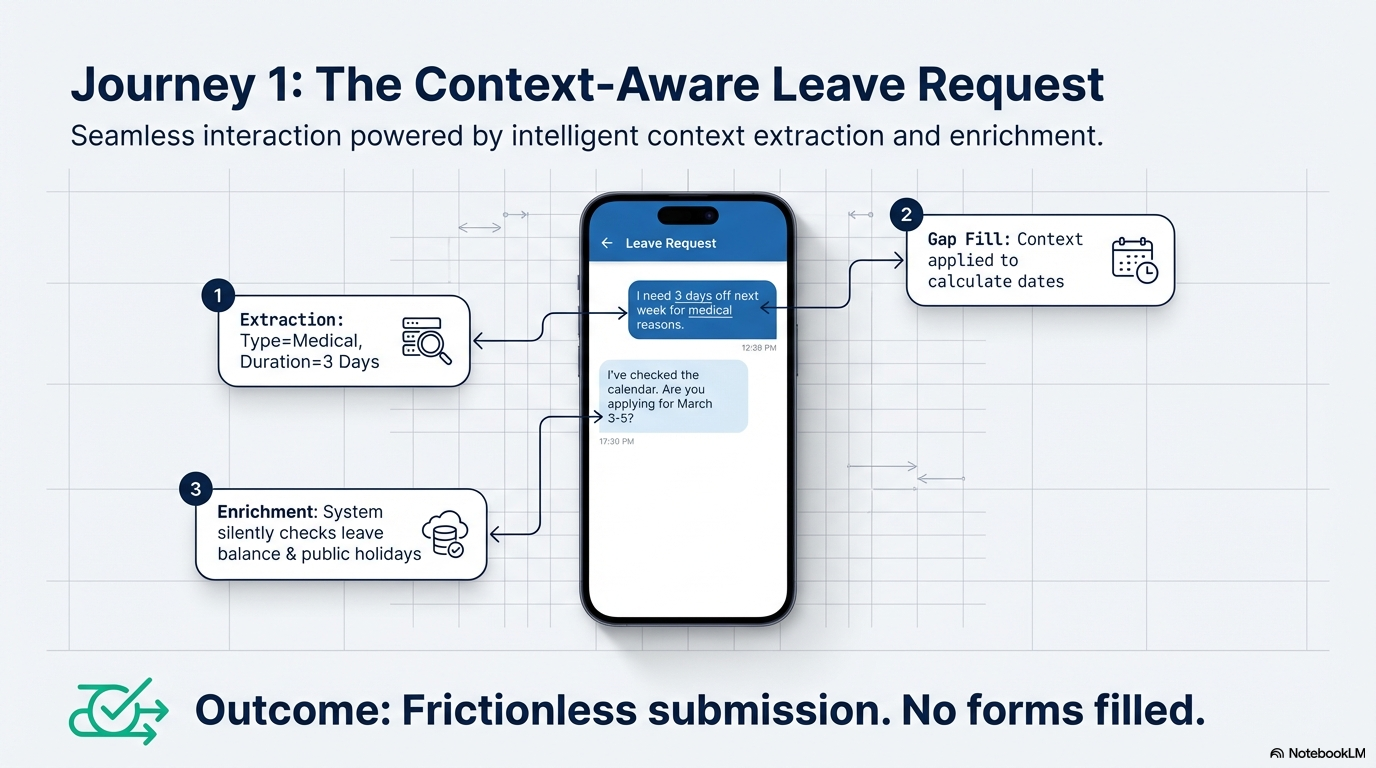 Journey 1: The Context-Aware Leave Request
Seamless interaction powered by intelligent context extraction and enrichment.
1
Extraction:
Type=Medical,
Duration=3 Days
2
Gap Fill: Context
applied to
calculate dates
Leave Request
I need 3 days off next
week for medical
reasons.
12:38 PM
I've checked the
calendar. Are you
applying for March
3-5?
17:30 PM
3
Enrichment: System
silently checks leave
balance & public holidays
Outcome: Frictionless submission. No forms filled.
NotebookLM